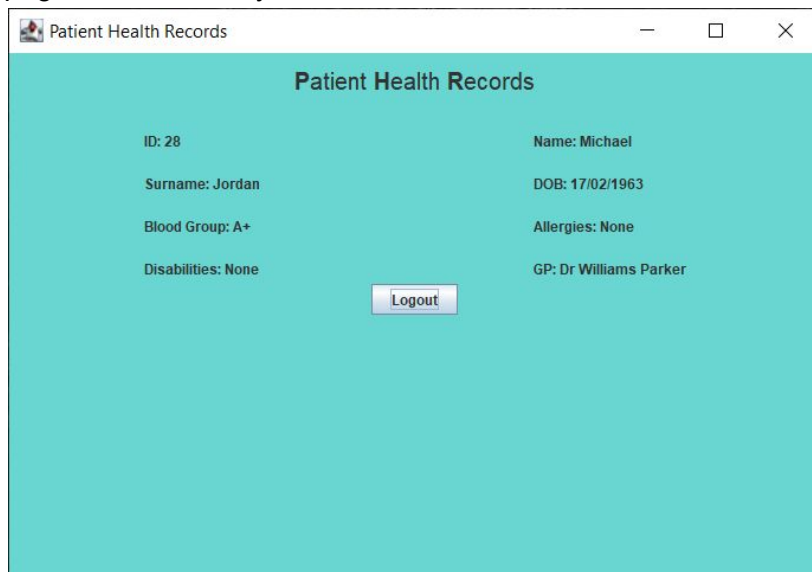 Patient Health Records
Patient Health Records
ID: 28
Name: Michael
Surname: Jordan
DOB: 17/02/1963
Blood Group: A+
Allergies: None
Disabilities: None
GP: Dr Williams Parker
Logout